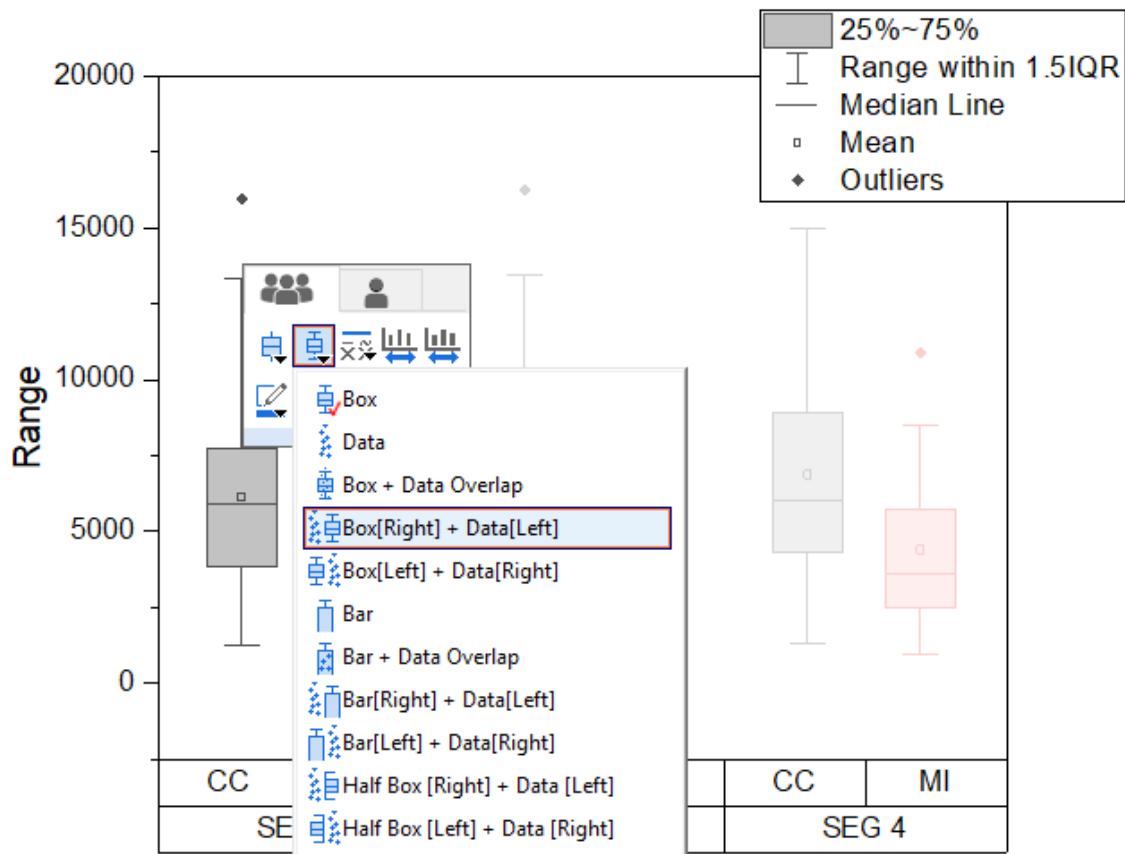 25%~75%
Range within 1.5IQR
Median Line
Mean
Outliers
20000
15000
10000
5000
0
Range
Box
Data
Box + Data Overlap
Box[Right] + Data[Left]
Box[Left] + Data[Right]
Bar
Bar + Data Overlap
Bar[Right] + Data[Left]
Bar[Left] + Data[Right]
Half Box [Right] + Data [Left]
Half Box [Left] + Data [Right]
CC CC MI
SE SEG 4